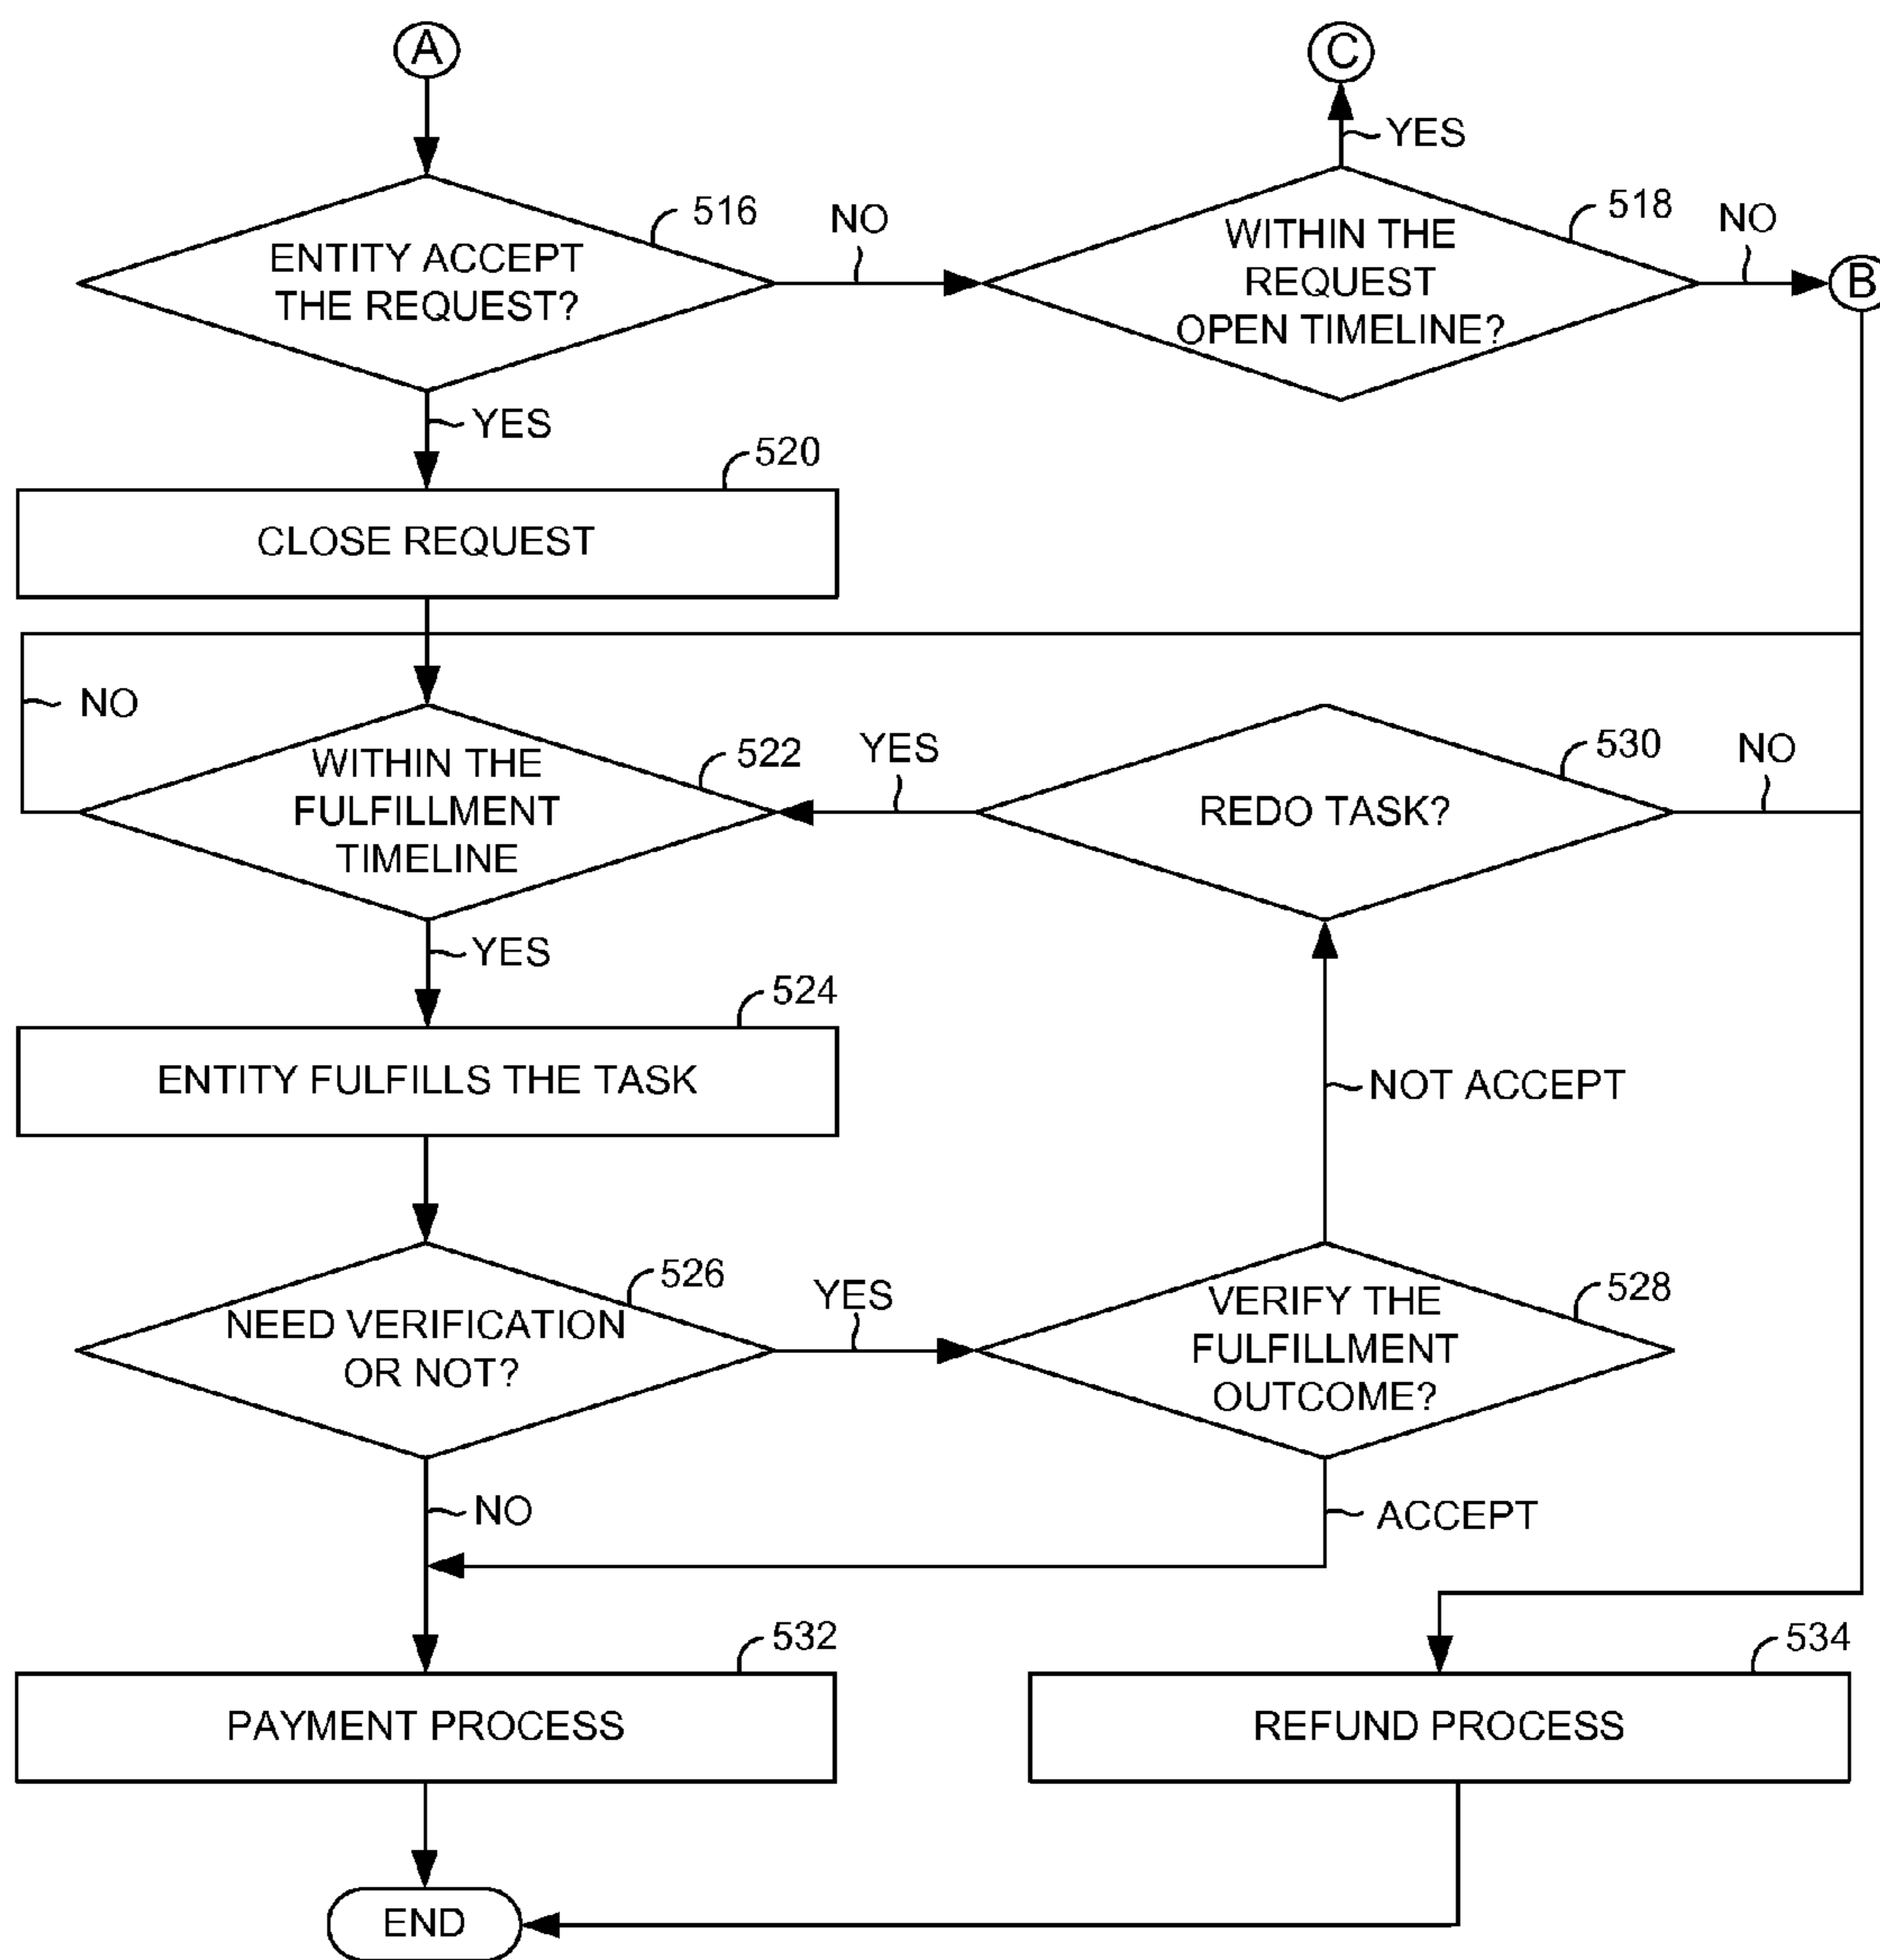 A
C
YES
516
NO
518
NO
ENTITY ACCEPT
THE REQUEST?
WITHIN THE
REQUEST
OPEN TIMELINE?
B
YES
520
CLOSE REQUEST
NO
522
YES
530
NO
WITHIN THE
FULFILLMENT
TIMELINE
REDO TASK?
YES
524
ENTITY FULFILLS THE TASK
NOT ACCEPT
526
YES
528
NEED VERIFICATION
OR NOT?
VERIFY THE
FULFILLMENT
OUTCOME?
NO
ACCEPT
532
534
PAYMENT PROCESS
REFUND PROCESS
END